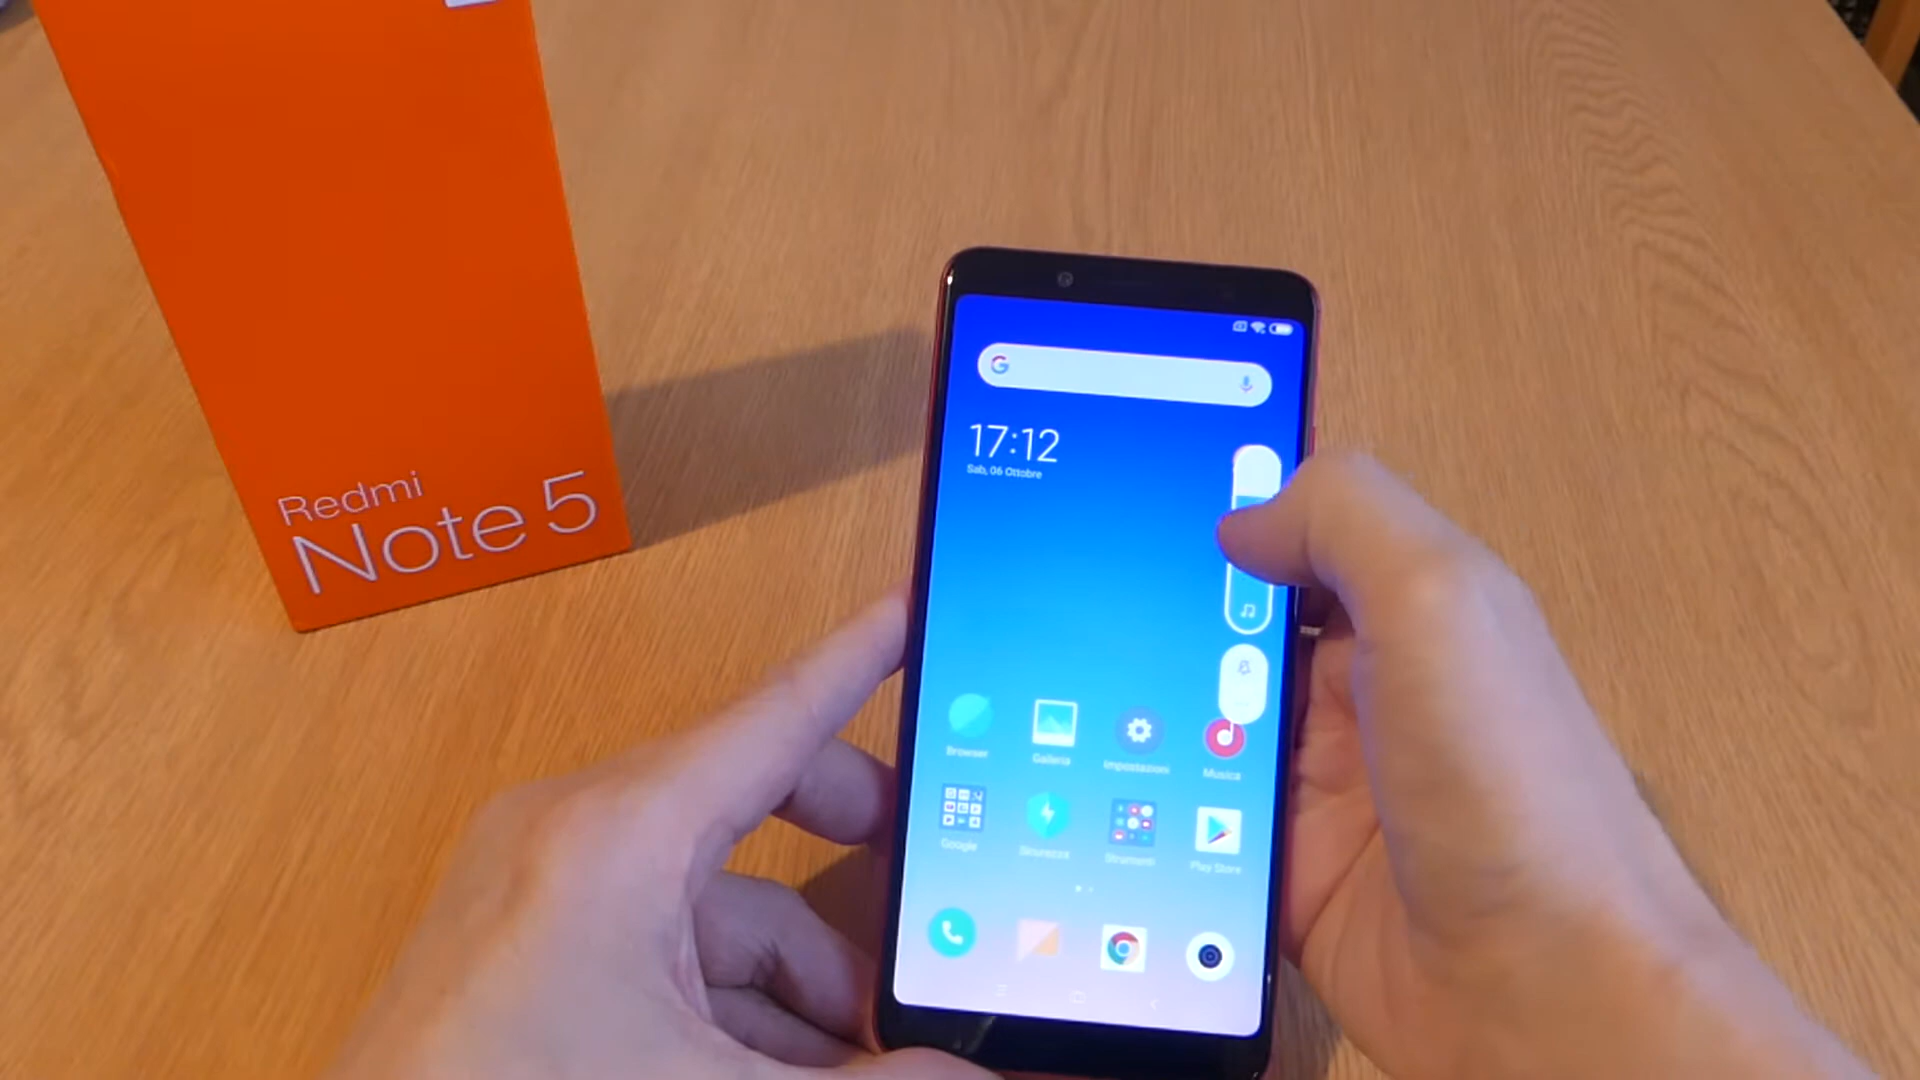 Redmi
Note 5
17:12
Sab, 06 Ottobre
Browser
Galleria
Impostazioni
Musica
Google
Sicurezza
Strumenti
Play Store